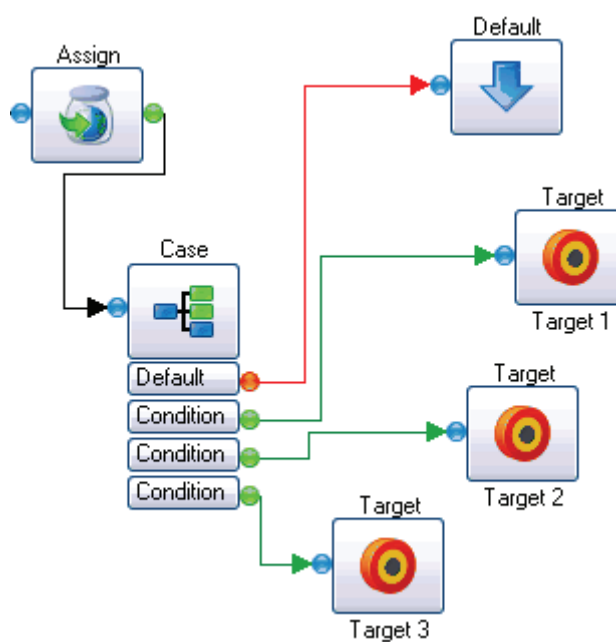 Default
Assign
Target
Target 1
Case
Default
Condition
Condition
Condition
Target
Target 2
Target
Target 3